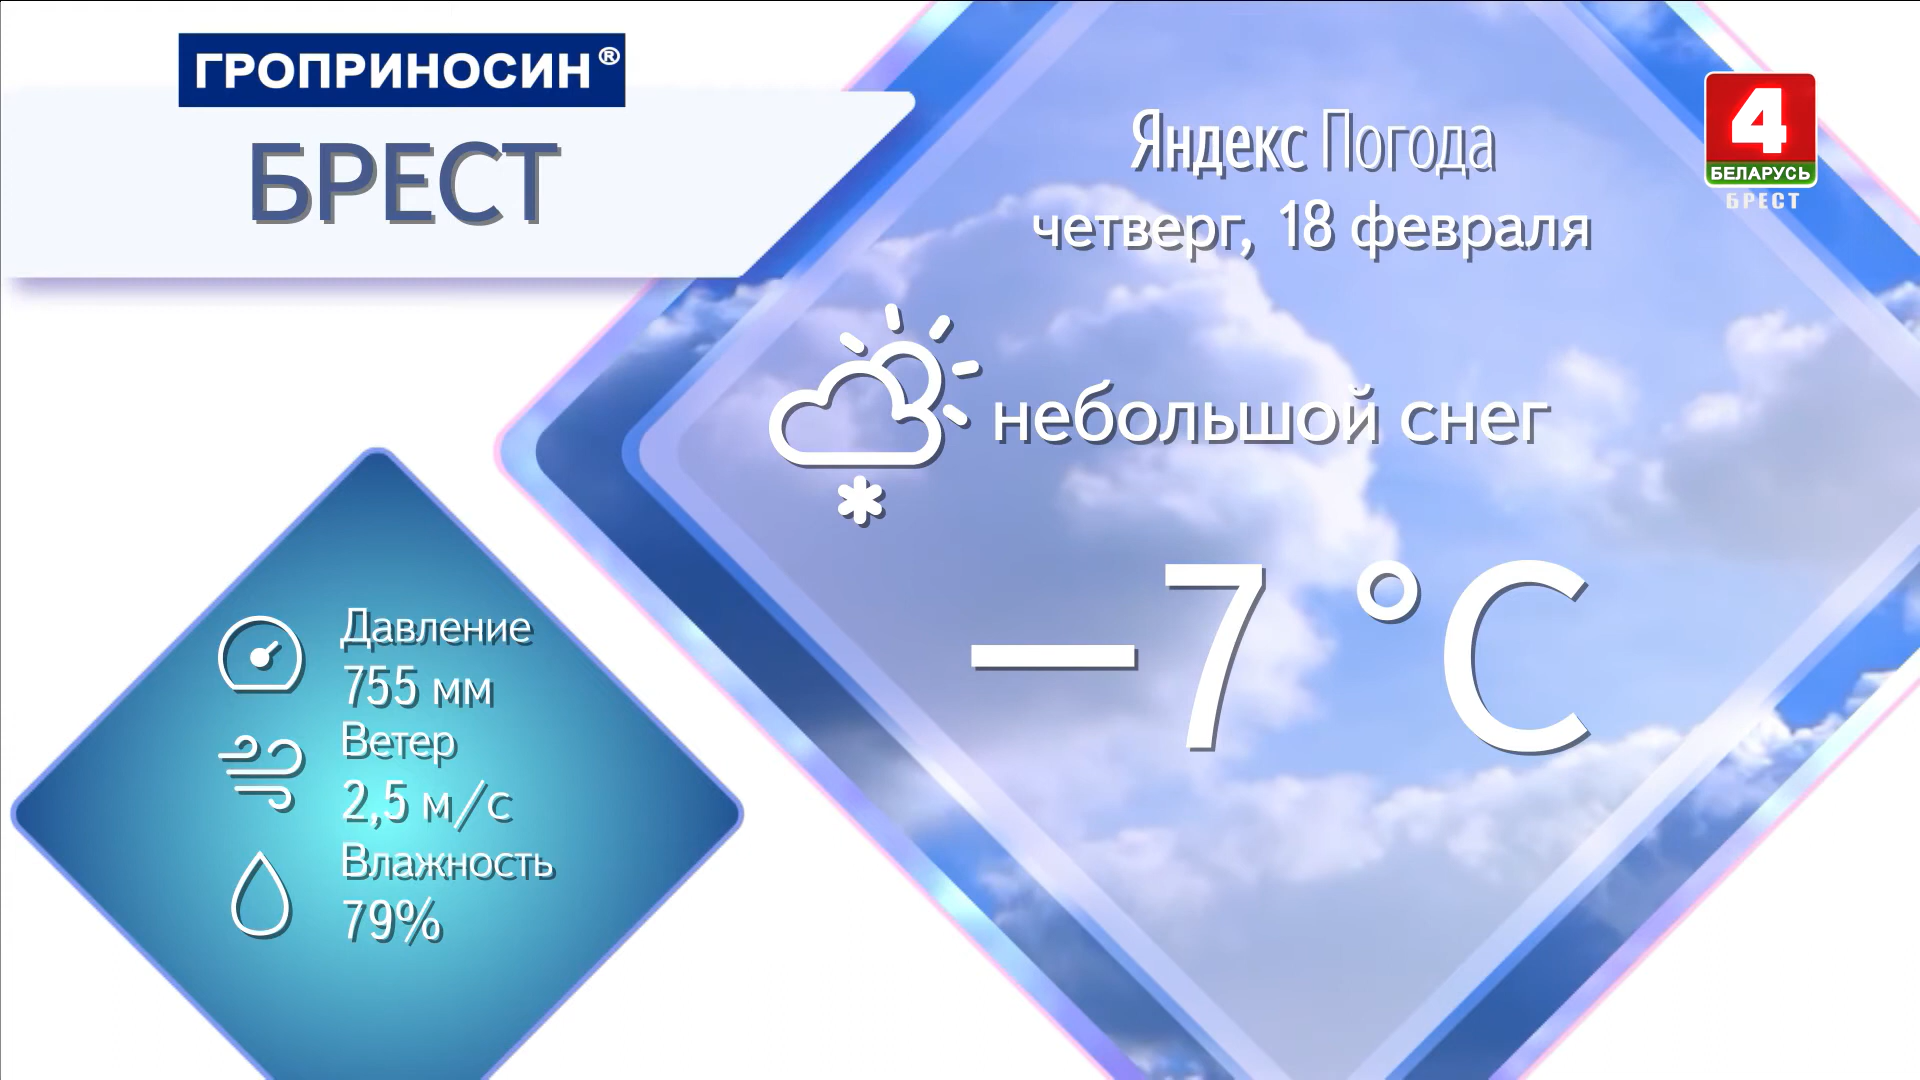 ГРОПРИНОСИН®
БРЕСТ
Яндекс Погода
четверг, 18 февраля
4
БЕЛАРУСЬ
БРЕСТ
небольшой снег
−7 °C
Давление
755 мм
Ветер
2,5 м/с
Влажность
79%